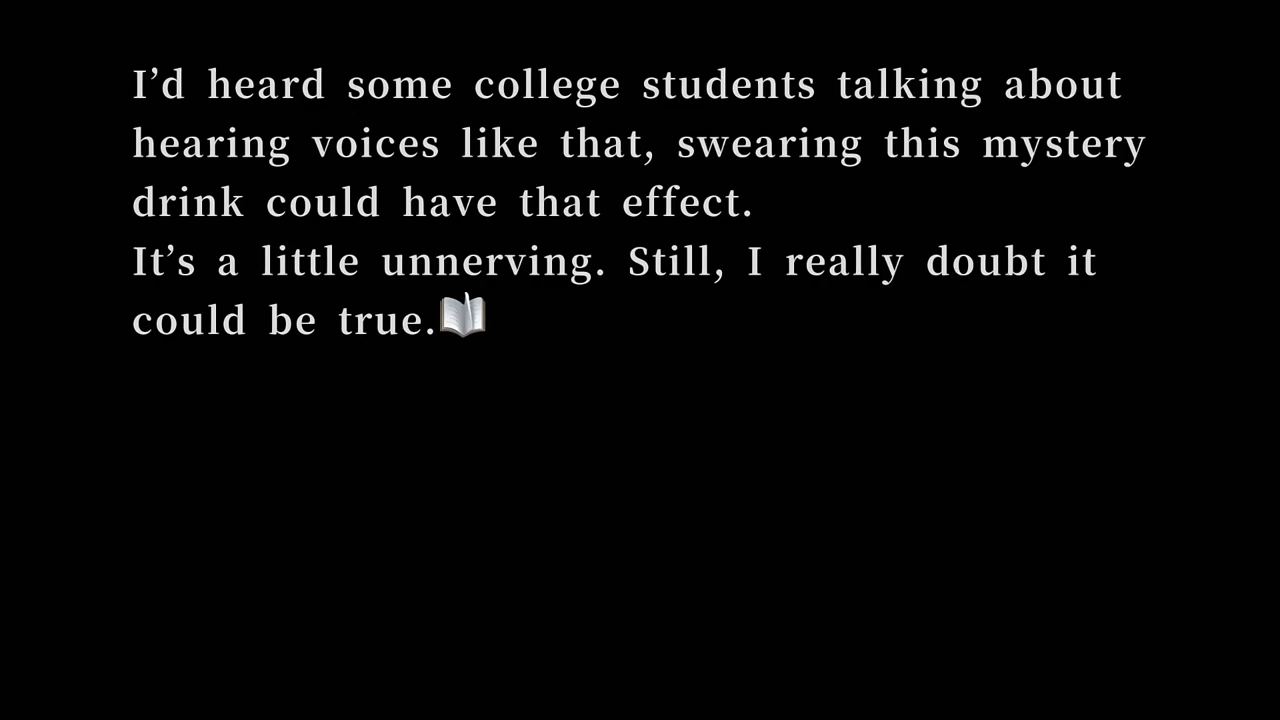 I’d heard some college students talking about
hearing voices like that, swearing this mystery
drink could have that effect.
It’s a little unnerving. Still, I really doubt it
could be true.